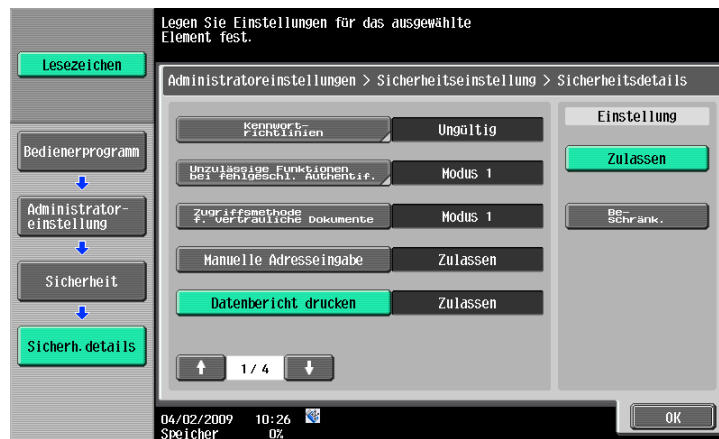 Legen Sie Einstellungen für das ausgewählte
Element fest.
Lesezeichen
Administratoreinstellungen > Sicherheitseinstellung > Sicherheitsdetails
Bedienerprogramm
Administrator-
einstellung
Sicherheit
Sicherh.details
Kennwort-
richtlinien
Ungültig
Unzulässige Funktionen
bei fehlgeschl. Authentif.
Modus 1
Zugriffsmethode
f. vertrauliche Dokumente
Modus 1
Manuelle Adresseingabe
Zulassen
Datenbericht drucken
Zulassen
1/ 4
Einstellung
Zulassen
Be-
schränk.
04/02/2009 10:26
Speicher 0%
OK